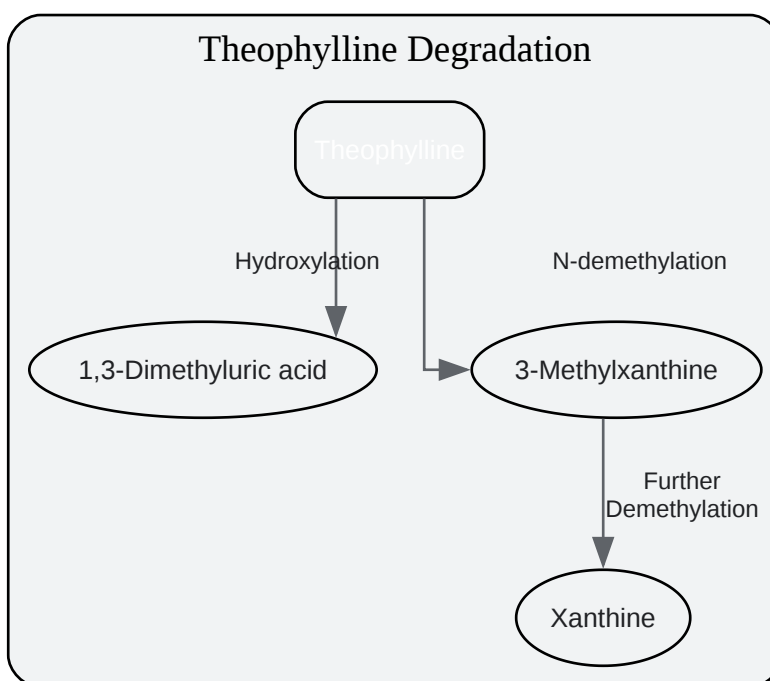 Theophylline Degradation
Theophylline
Hydroxylation
N-demethylation
1,3-Dimethyluric acid
3-Methylxanthine
Further
Demethylation
Xanthine